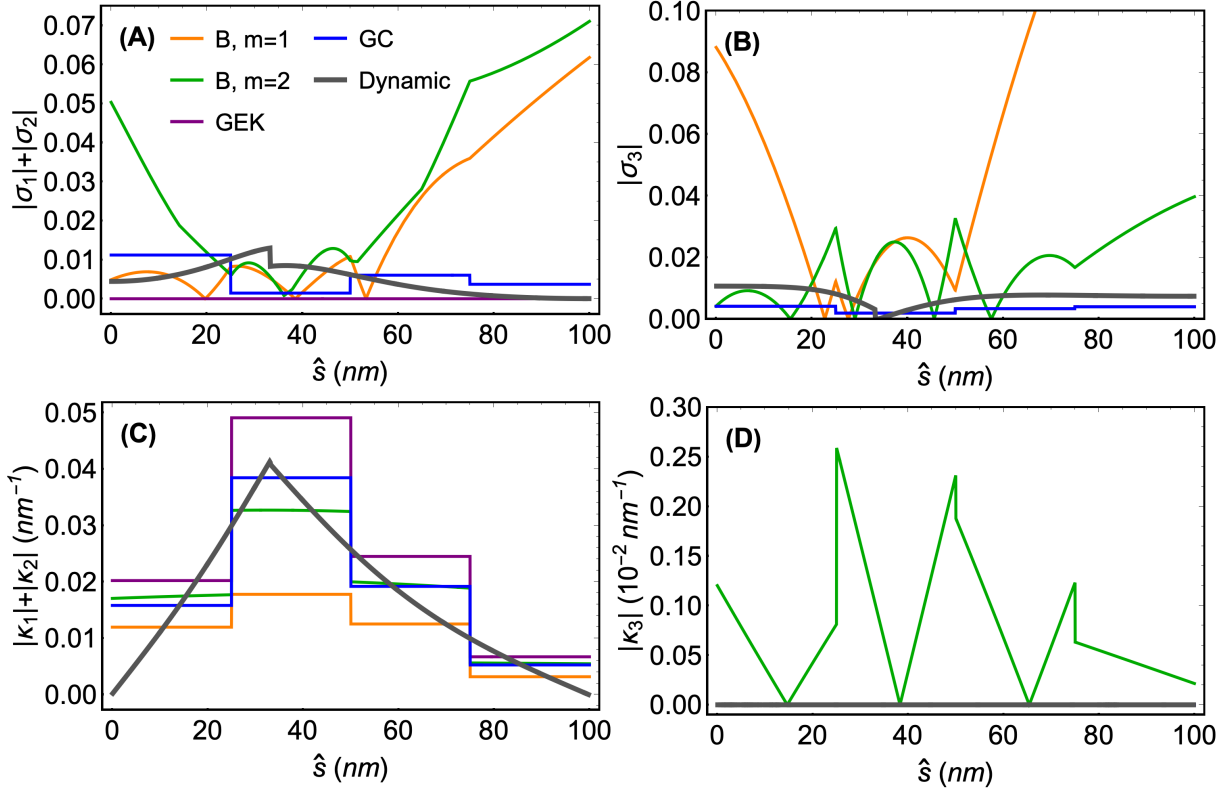 (A)
B, m=1
GC
B, m=2
Dynamic
GEK
|σ1|+|σ2|
0.07
0.06
0.05
0.04
0.03
0.02
0.01
0.00
0 20 40 60 80 100
ŝ (nm)
(B)
|σ3|
0.10
0.08
0.06
0.04
0.02
0.00
0 20 40 60 80 100
ŝ (nm)
(C)
|κ1|+|κ2| (nm⁻¹)
0.05
0.04
0.03
0.02
0.01
0.00
0 20 40 60 80 100
ŝ (nm)
(D)
|κ3| (10⁻² nm⁻¹)
0.30
0.25
0.20
0.15
0.10
0.05
0.00
0 20 40 60 80 100
ŝ (nm)